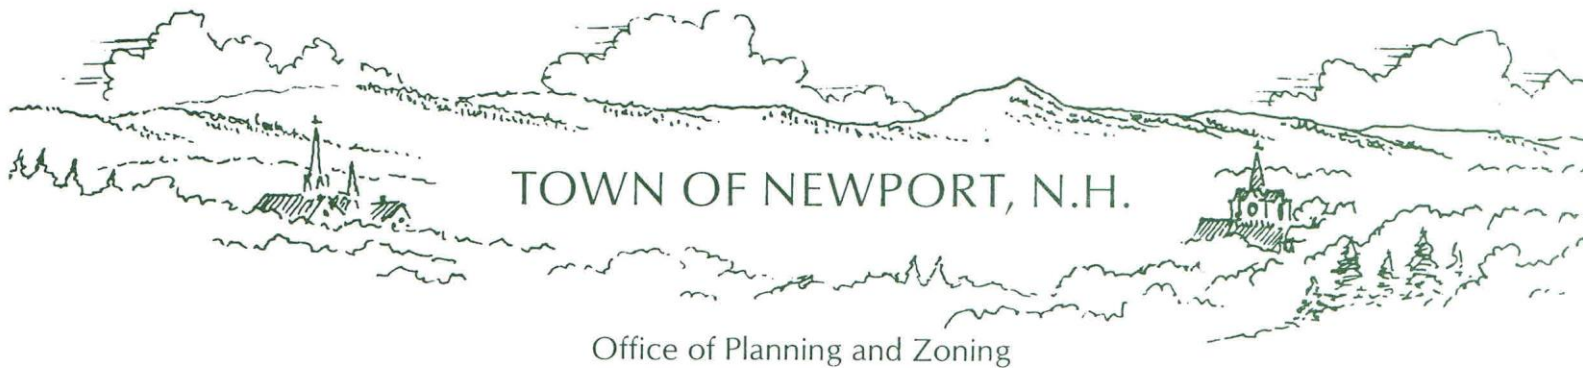 TOWN OF NEWPORT, N.H.
Office of Planning and Zoning